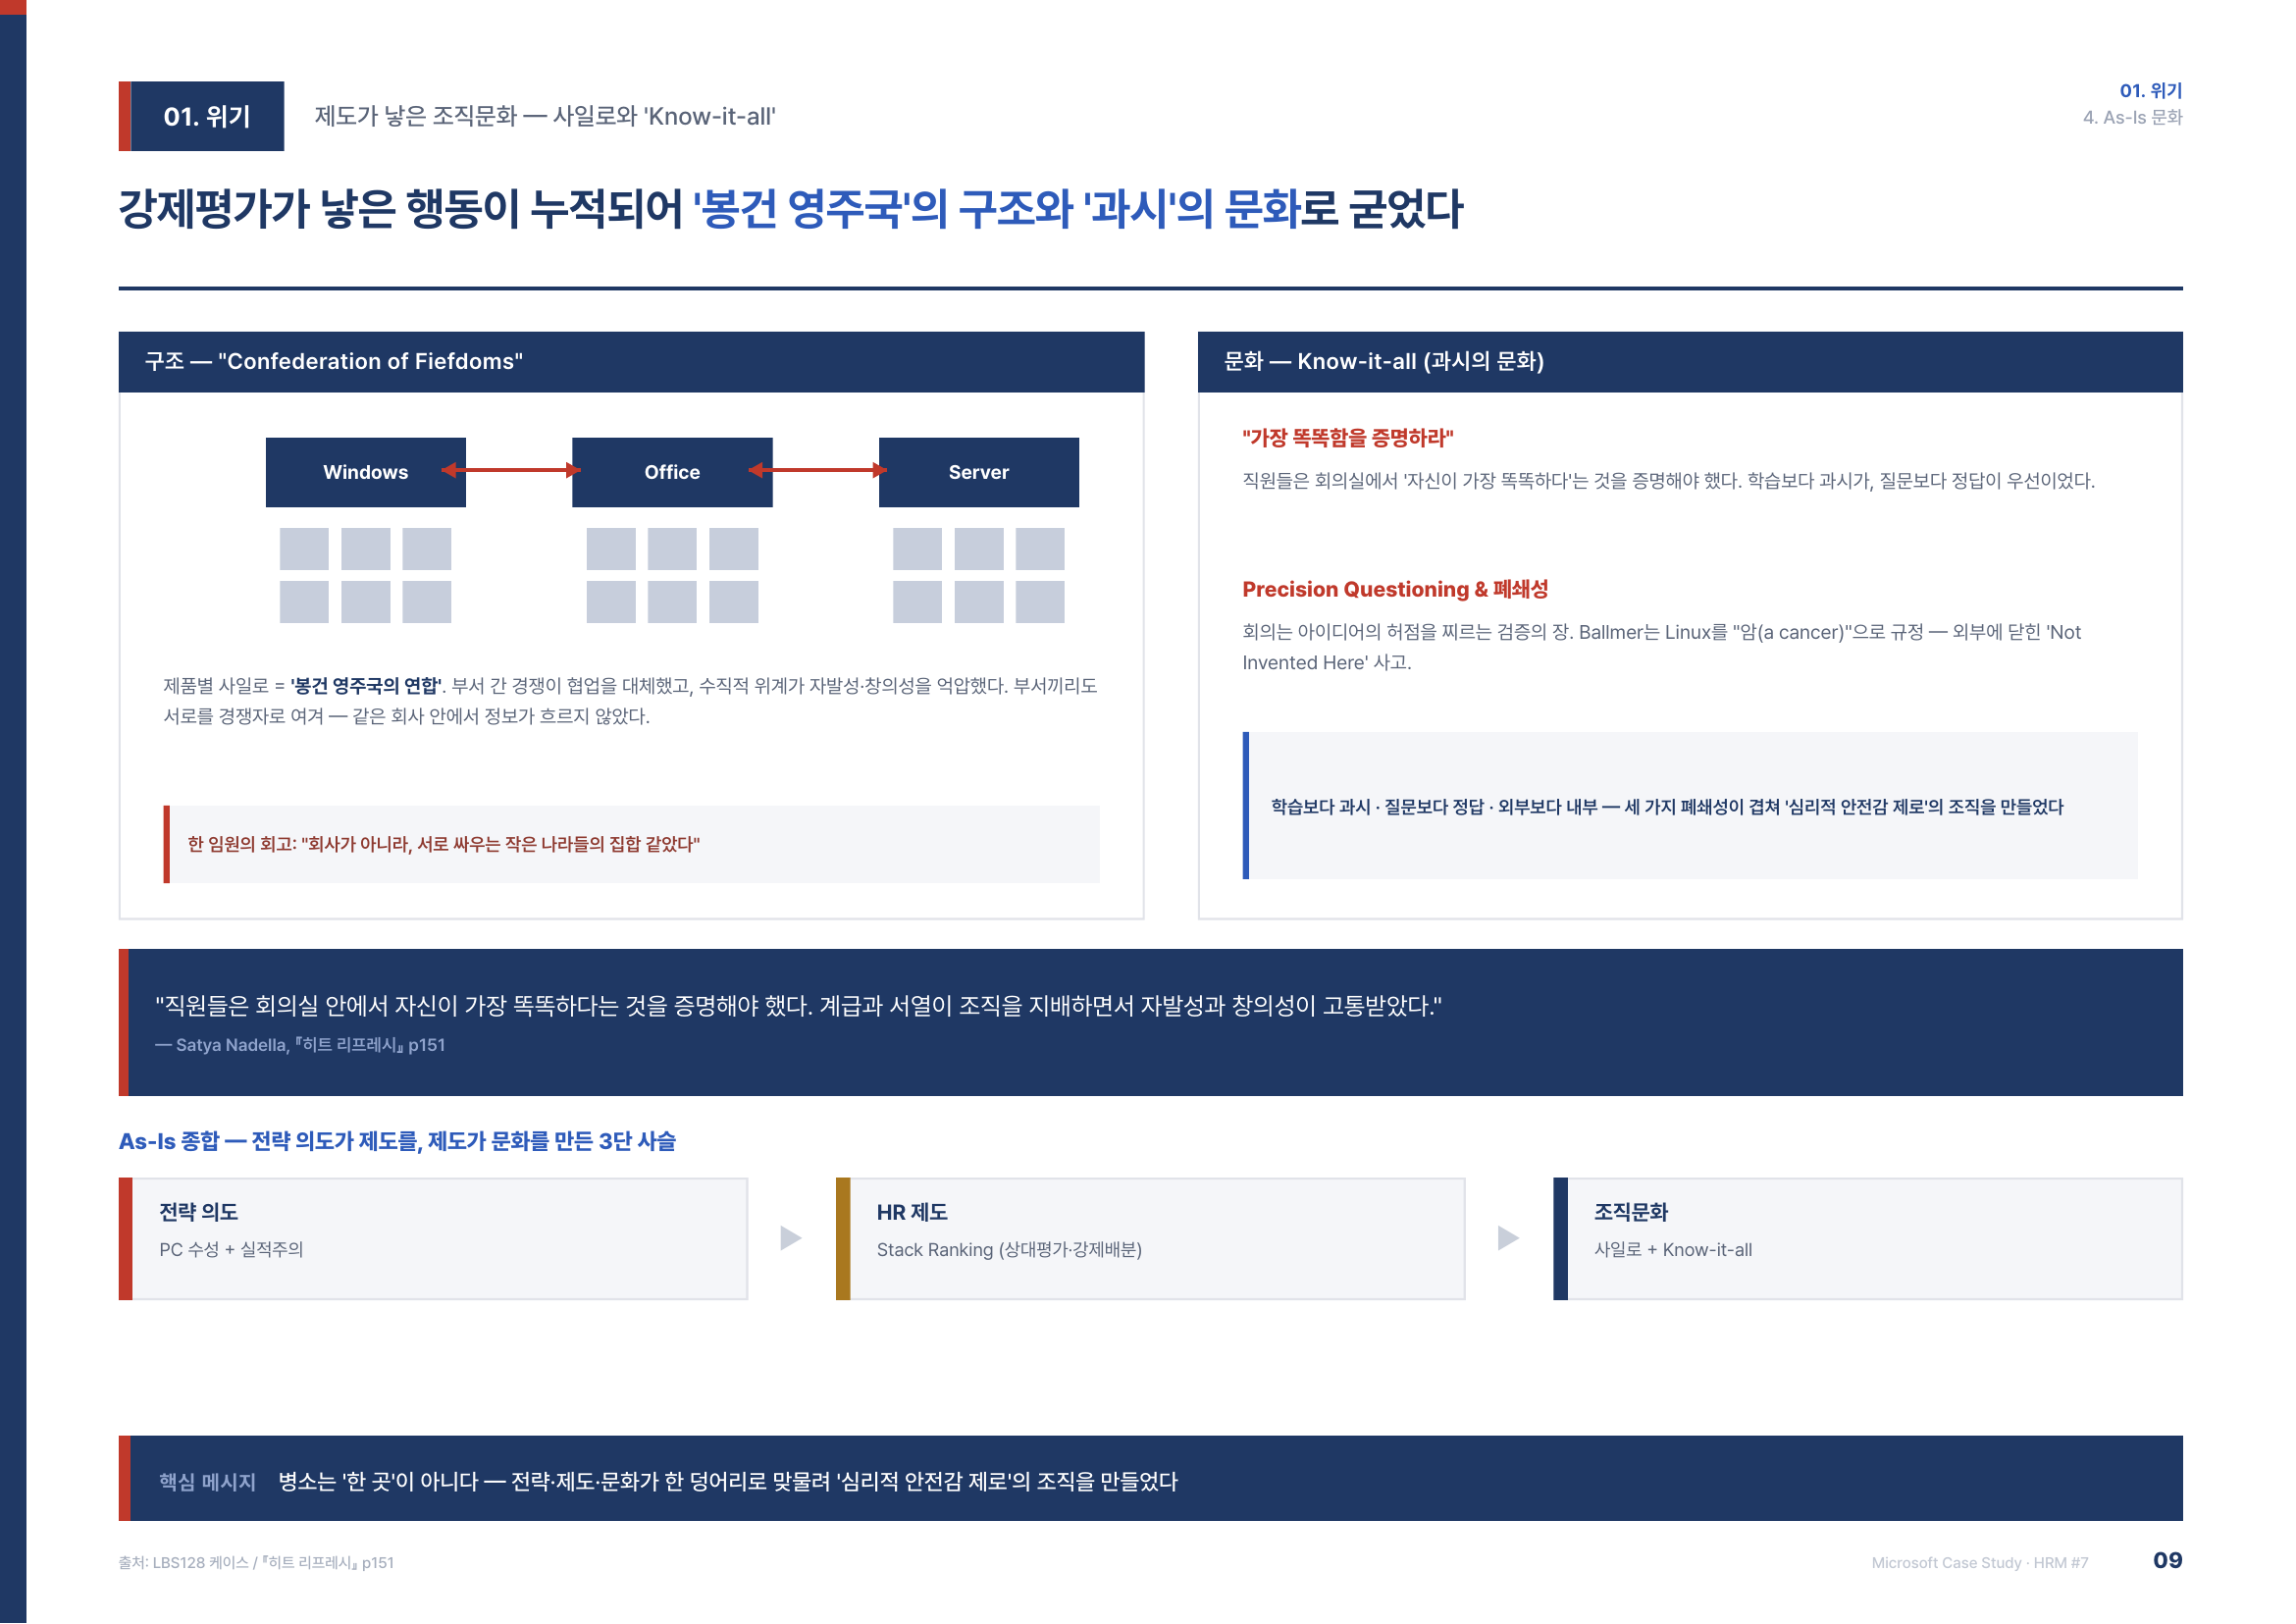 01. 위기
제도가 낳은 조직문화 — 사일로와 'Know-it-all'
01. 위기
4. As-Is 문화
강제평가가 낳은 행동이 누적되어 '봉건 영주국'의 구조와 '과시'의 문화로 굳었다
구조 — "Confederation of Fiefdoms"
Windows
Office
Server
제품별 사일로 = '봉건 영주국의 연합'. 부서 간 경쟁이 협업을 대체했고, 수직적 위계가 자발성·창의성을 억압했다. 부서끼리도
서로를 경쟁자로 여겨 — 같은 회사 안에서 정보가 흐르지 않았다.
한 임원의 회고: "회사가 아니라, 서로 싸우는 작은 나라들의 집합 같았다"
문화 — Know-it-all (과시의 문화)
"가장 똑똑함을 증명하라"
직원들은 회의실에서 '자신이 가장 똑똑하다'는 것을 증명해야 했다. 학습보다 과시가, 질문보다 정답이 우선이었다.
Precision Questioning & 폐쇄성
회의는 아이디어의 허점을 찌르는 검증의 장. Ballmer는 Linux를 "암(a cancer)"으로 규정 — 외부에 닫힌 'Not
Invented Here' 사고.
학습보다 과시 · 질문보다 정답 · 외부보다 내부 — 세 가지 폐쇄성이 겹쳐 '심리적 안전감 제로'의 조직을 만들었다
"직원들은 회의실 안에서 자신이 가장 똑똑하다는 것을 증명해야 했다. 계급과 서열이 조직을 지배하면서 자발성과 창의성이 고통받았다."
— Satya Nadella, 『히트 리프레시』 p151
As-Is 종합 — 전략 의도가 제도를, 제도가 문화를 만든 3단 사슬
전략 의도
PC 수성 + 실적주의
HR 제도
Stack Ranking (상대평가·강제배분)
조직문화
사일로 + Know-it-all
핵심 메시지 병소는 '한 곳'이 아니다 — 전략·제도·문화가 한 덩어리로 맞물려 '심리적 안전감 제로'의 조직을 만들었다
출처: LBS128 케이스 / 『히트 리프레시』 p151
Microsoft Case Study · HRM #7
09